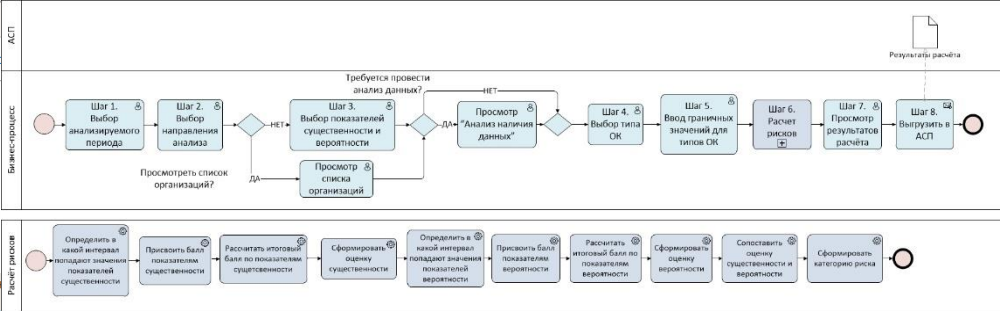 АСП
Результаты расчёта
Бизнес-процесс
Шаг 1.
Выбор
анализируемого
периода
Шаг 2.
Выбор
направления
анализа
Просмотреть список
организаций?
НЕТ
ДА
Шаг 3.
Выбор показателей
существенности и
вероятности
Просмотр
списка
организаций
Требуется провести
анализ данных?
НЕТ
ДА
Просмотр
"Анализ наличия
данных"
Шаг 4.
Выбор типа
ОК
Шаг 5.
Ввод граничных
значений для
типов ОК
Шаг 6.
Расчет
рисков
Шаг 7.
Просмотр
результатов
расчёта
Шаг 8.
Выгрузить в
АСП
Расчёт рисков
Определить в
какой интервал
попадают значения
показателей
существенности
Присвоить балл
показателям
существенности
Рассчитать итоговый
балл по показателям
существенности
Сформировать
оценку
существенности
Определить в
какой интервал
попадают значения
показателей
вероятности
Присвоить балл
показателям
вероятности
Рассчитать
итоговый балл по
показателям
вероятности
Сформировать
оценку
вероятности
Сопоставить
оценку
существенности
и вероятности
Сформировать
категорию риска